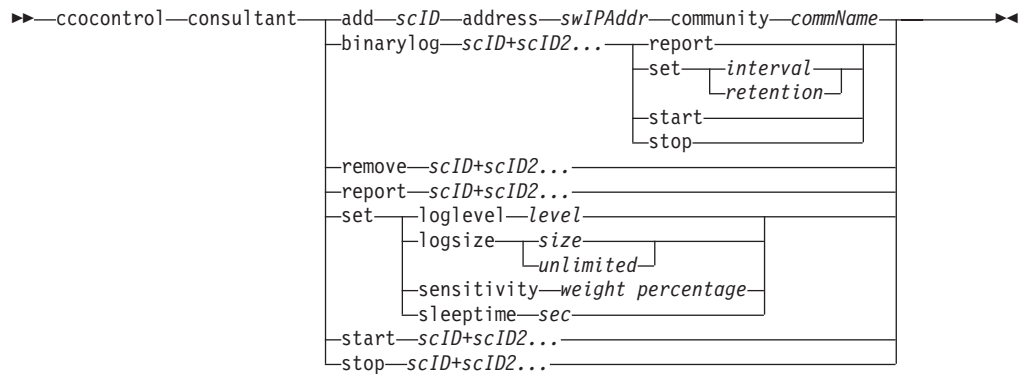 ccocontrol consultant add scID address swIPAddr community commName
binarylog scID+scID2... report
set interval
retention
start
stop
remove scID+scID2...
report scID+scID2...
set loglevel level
logsize size
unlimited
sensitivity weight percentage
sleeptime sec
start scID+scID2...
stop scID+scID2...